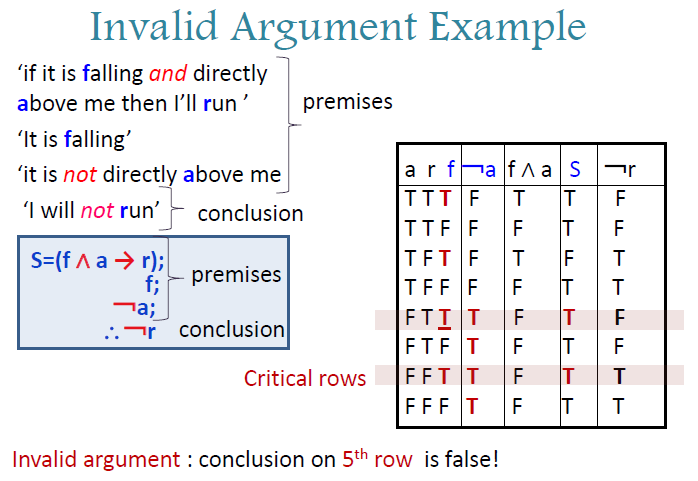 Invalid Argument Example
‘if it is falling and directly
above me then I’ll run ’
premises
‘It is falling’
‘it is not directly above me
‘I will not run’
conclusion
S=(f ∧ a → r);
f;
premises
¬a;
∴ ¬r
conclusion
a r f ¬a f ∧ a S ¬r
T T T F T T F
T T F F F T F
T F T F T F T
T F F F F T T
F T T T F T F
F T F T F T F
Critical rows
F F T T F T T
F F F T F T T
Invalid argument : conclusion on 5th row is false!